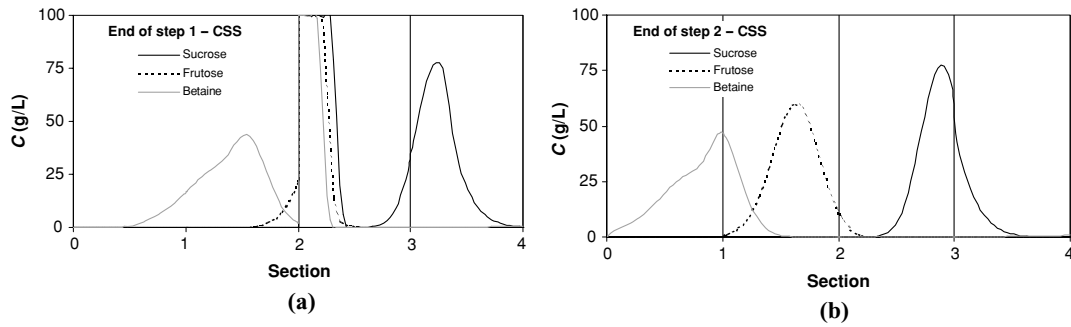 100
75
50
25
0
C (g/L)
End of step 1 – CSS
Sucrose
Frutose
Betaine
0 1 2 3 4
Section
(a)
100
75
50
25
0
C (g/L)
End of step 2 – CSS
Sucrose
Frutose
Betaine
0 1 2 3 4
Section
(b)